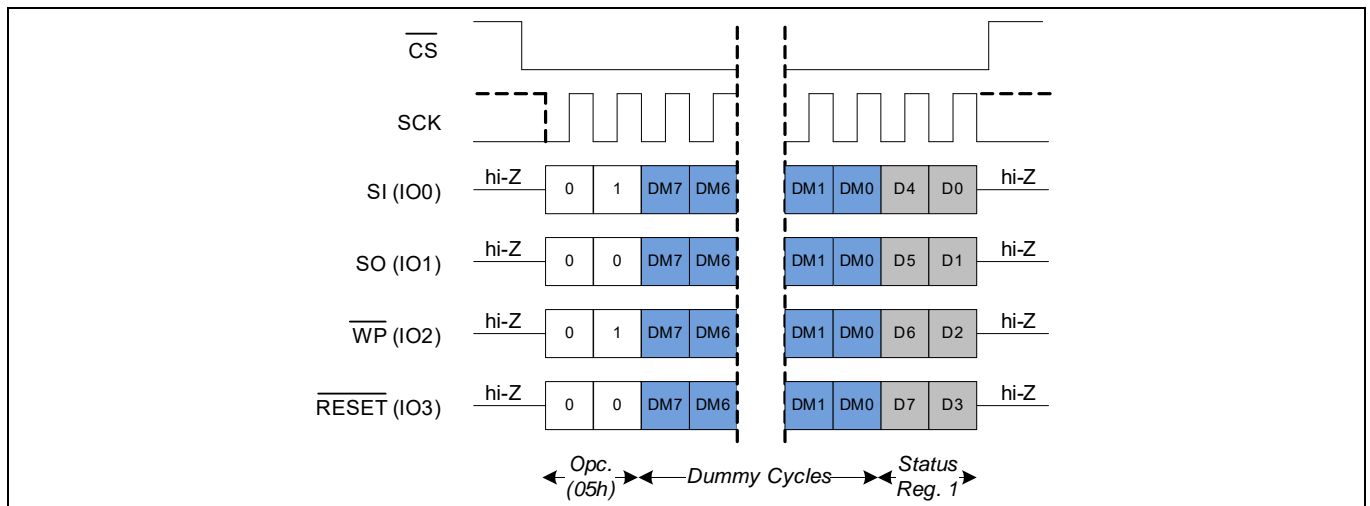 CS
SCK
SI (IO0) hi-Z 0 1 DM7 DM6 DM1 DM0 D4 D0 hi-Z
SO (IO1) hi-Z 0 0 DM7 DM6 DM1 DM0 D5 D1 hi-Z
WP (IO2) hi-Z 0 1 DM7 DM6 DM1 DM0 D6 D2 hi-Z
RESET (IO3) hi-Z 0 0 DM7 DM6 DM1 DM0 D7 D3 hi-Z
Opc. Dummy Cycles Status
(05h) Reg. 1